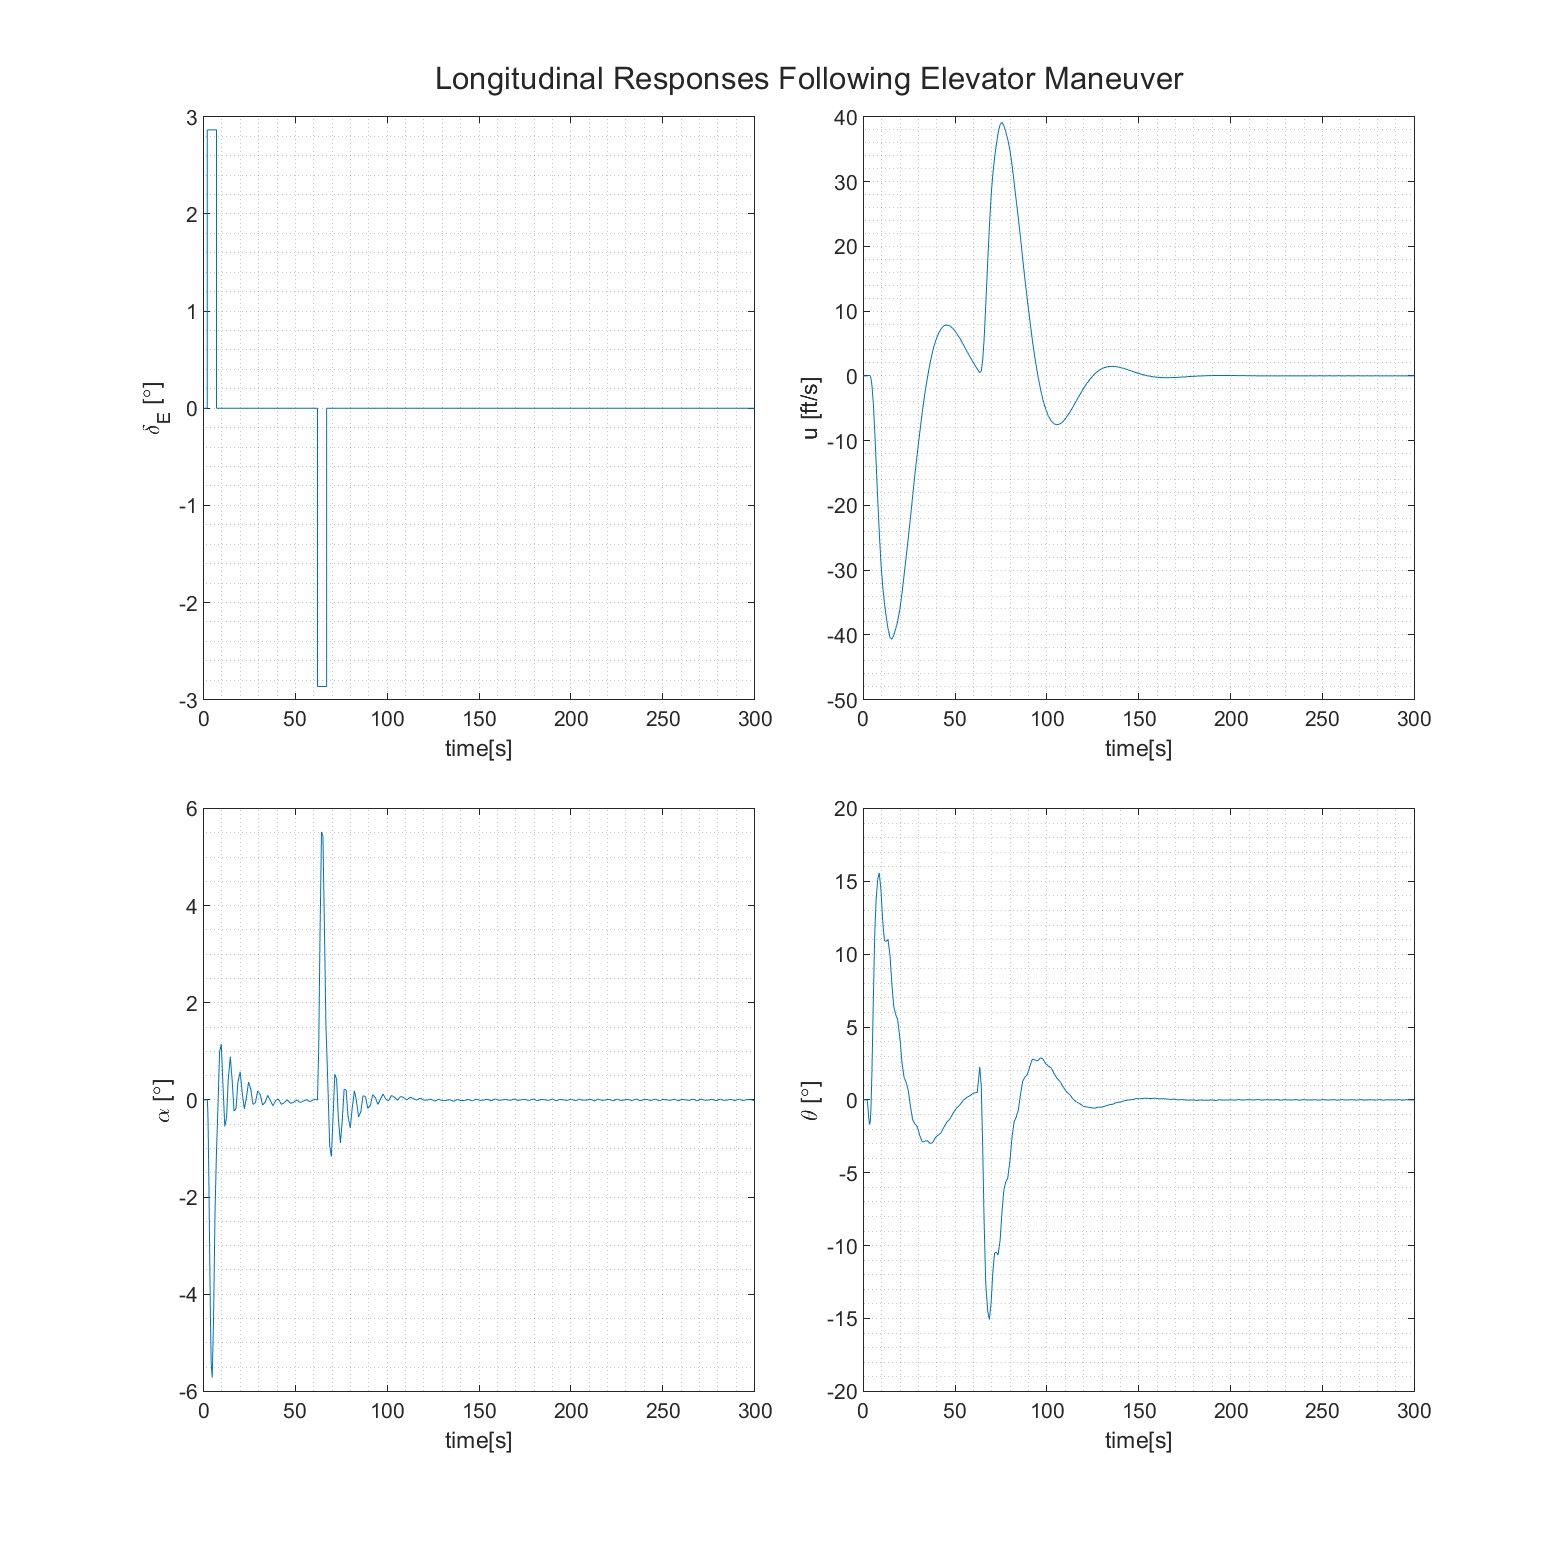 Longitudinal Responses Following Elevator Maneuver
3
2
1
0
-1
-2
-3
δE [°]
0 50 100 150 200 250 300
time[s]
40
30
20
10
0
-10
-20
-30
-40
-50
u [ft/s]
0 50 100 150 200 250 300
time[s]
6
4
2
0
-2
-4
-6
α [°]
0 50 100 150 200 250 300
time[s]
20
15
10
5
0
-5
-10
-15
-20
θ [°]
0 50 100 150 200 250 300
time[s]